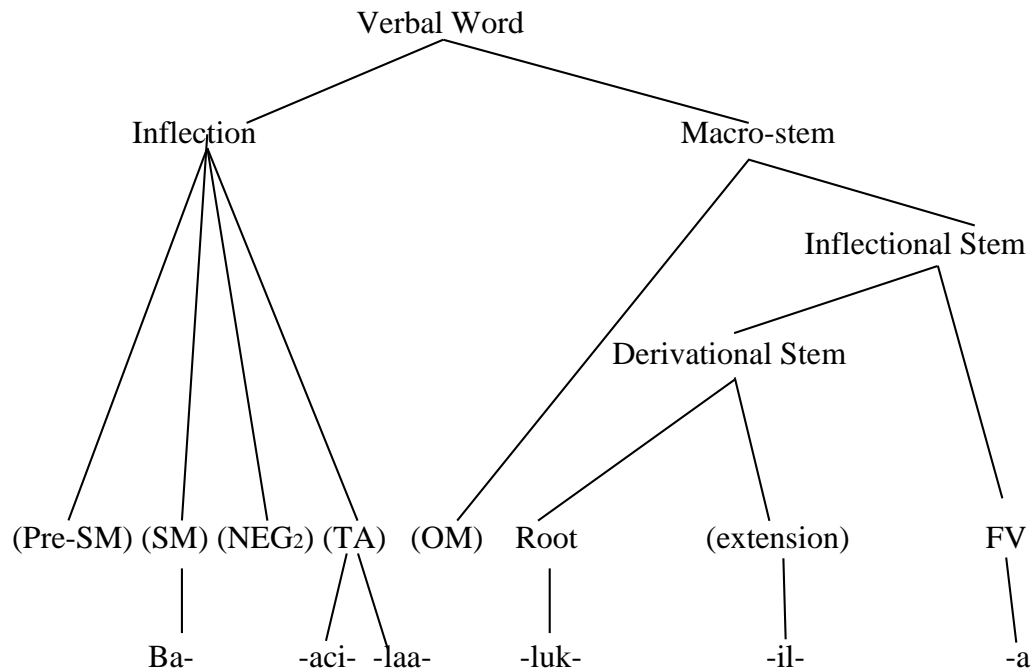 Verbal Word
Inflection Macro-stem
Inflectional Stem
Derivational Stem
(Pre-SM) (SM) (NEG₂) (TA) (OM) Root (extension) FV
Ba- -aci- -laa- -luk- -il- -a